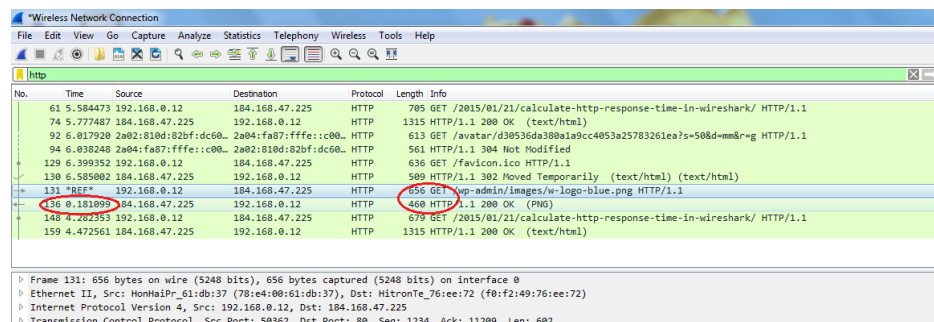 *Wireless Network Connection
File Edit View Go Capture Analyze Statistics Telephony Wireless Tools Help
http
No. Time Source Destination Protocol Length Info
61 5.584473 192.168.0.12 184.168.47.225 HTTP 705 GET /2015/01/21/calculate-http-response-time-in-wireshark/ HTTP/1.1
74 5.777487 184.168.47.225 192.168.0.12 HTTP 1315 HTTP/1.1 200 OK (text/html)
92 6.017920 2a02:810d:82bf:dc60… 2a04:fa87:fffe::c00… HTTP 613 GET /avatar/d30536da380a1a9cc4053a25783261ea?s=50&d=mm&r=g HTTP/1.1
94 6.038248 2a04:fa87:fffe::c00… 2a02:810d:82bf:dc60… HTTP 561 HTTP/1.1 304 Not Modified
129 6.399352 192.168.0.12 184.168.47.225 HTTP 636 GET /favicon.ico HTTP/1.1
130 6.585002 184.168.47.225 192.168.0.12 HTTP 509 HTTP/1.1 302 Moved Temporarily (text/html)(text/html)
131 *REF* 192.168.0.12 184.168.47.225 HTTP 656 GET /wp-admin/images/w-logo-blue.png HTTP/1.1
136 0.181099 184.168.47.225 192.168.0.12 HTTP 460 HTTP/1.1 200 OK (PNG)
148 4.282353 192.168.0.12 184.168.47.225 HTTP 679 GET /2015/01/21/calculate-http-response-time-in-wireshark/ HTTP/1.1
159 4.472561 184.168.47.225 192.168.0.12 HTTP 1315 HTTP/1.1 200 OK (text/html)
Frame 131: 656 bytes on wire (5248 bits), 656 bytes captured (5248 bits) on interface 0
Ethernet II, Src: HonHaiPr_61:db:37 (78:e4:00:61:db:37), Dst: HitronTe_76:ee:72 (f0:f2:49:76:ee:72)
Internet Protocol Version 4, Src: 192.168.0.12, Dst: 184.168.47.225
Transmission Control Protocol, Src Port: 50362, Dst Port: 80, Seq: 1234, Ack: 11209, Len: 602